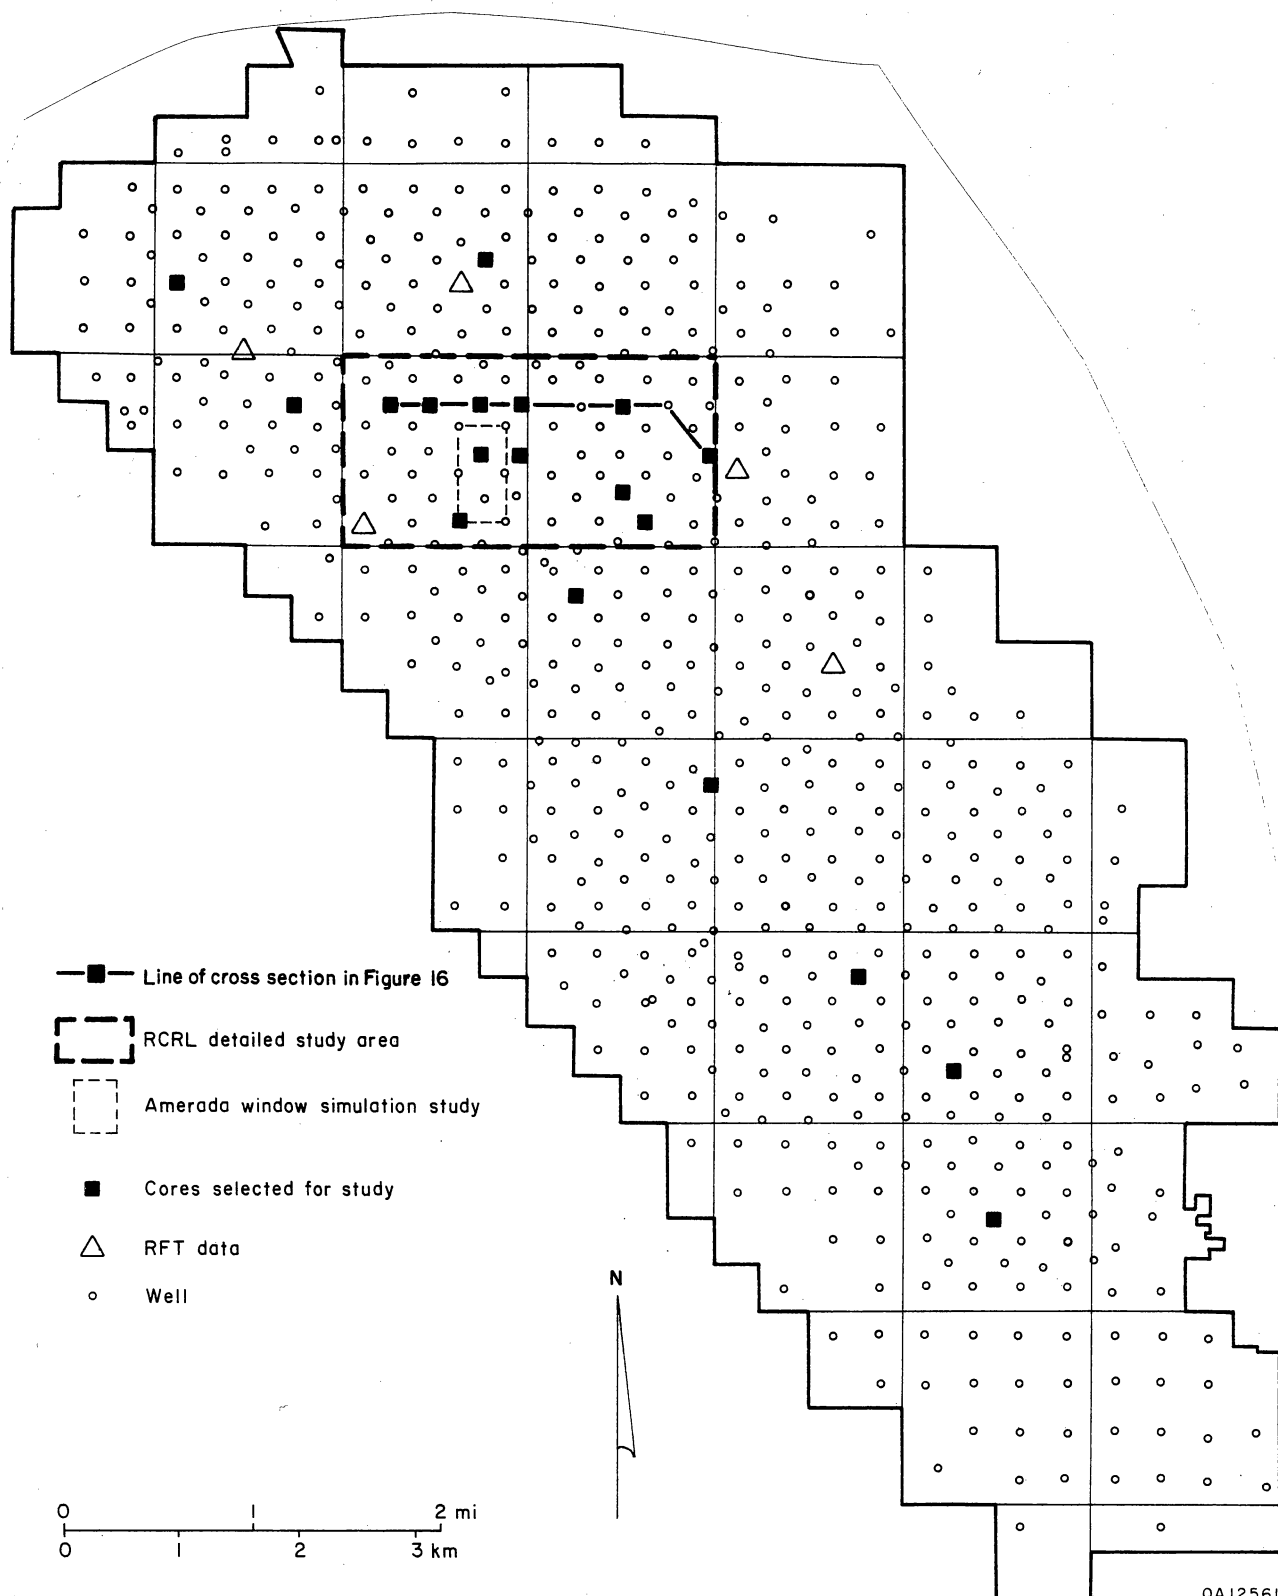 Line of cross section in Figure 16
RCRL detailed study area
Amerada window simulation study
Cores selected for study
RFT data
Well
N
0 1 2 mi
0 1 2 3 km